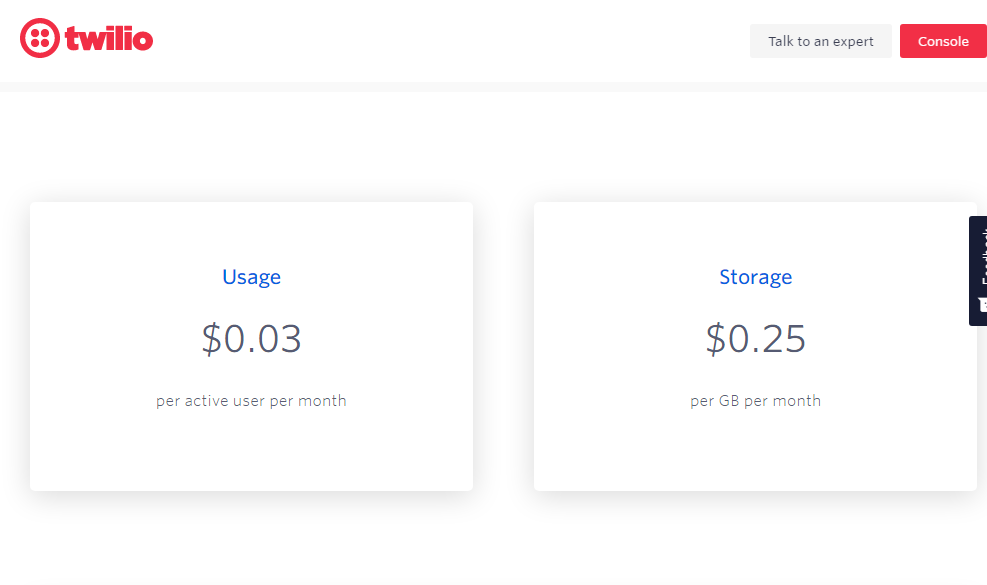 twilio
Talk to an expert
Console
Usage
$0.03
per active user per month
Storage
$0.25
per GB per month